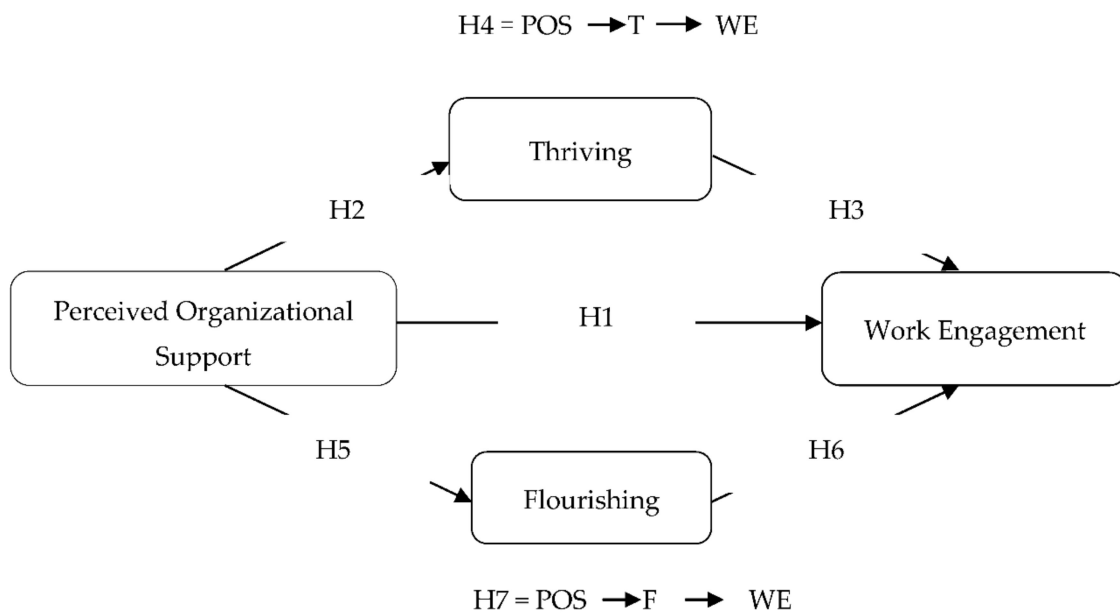 H4 = POS → T → WE
Thriving
H2
H3
Perceived Organizational
Support
H1
Work Engagement
H5
H6
Flourishing
H7 = POS → F → WE